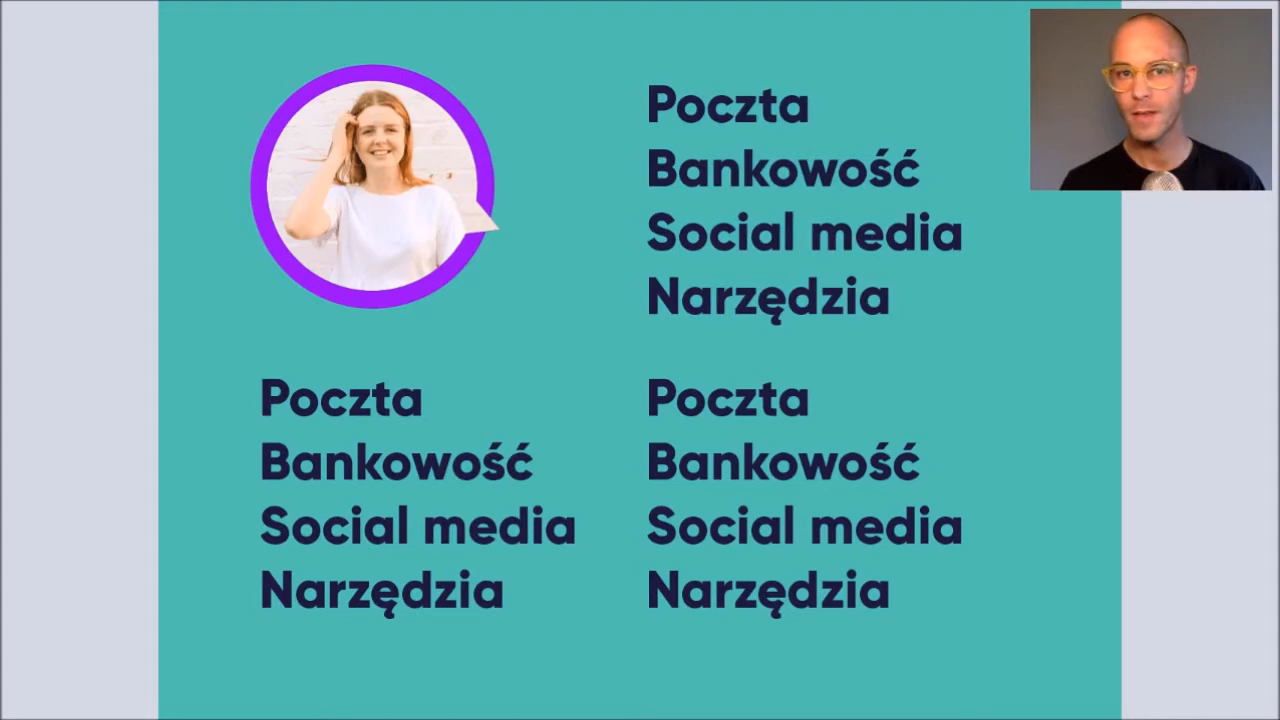 Poczta
Bankowość
Social media
Narzędzia
Poczta
Bankowość
Social media
Narzędzia
Poczta
Bankowość
Social media
Narzędzia